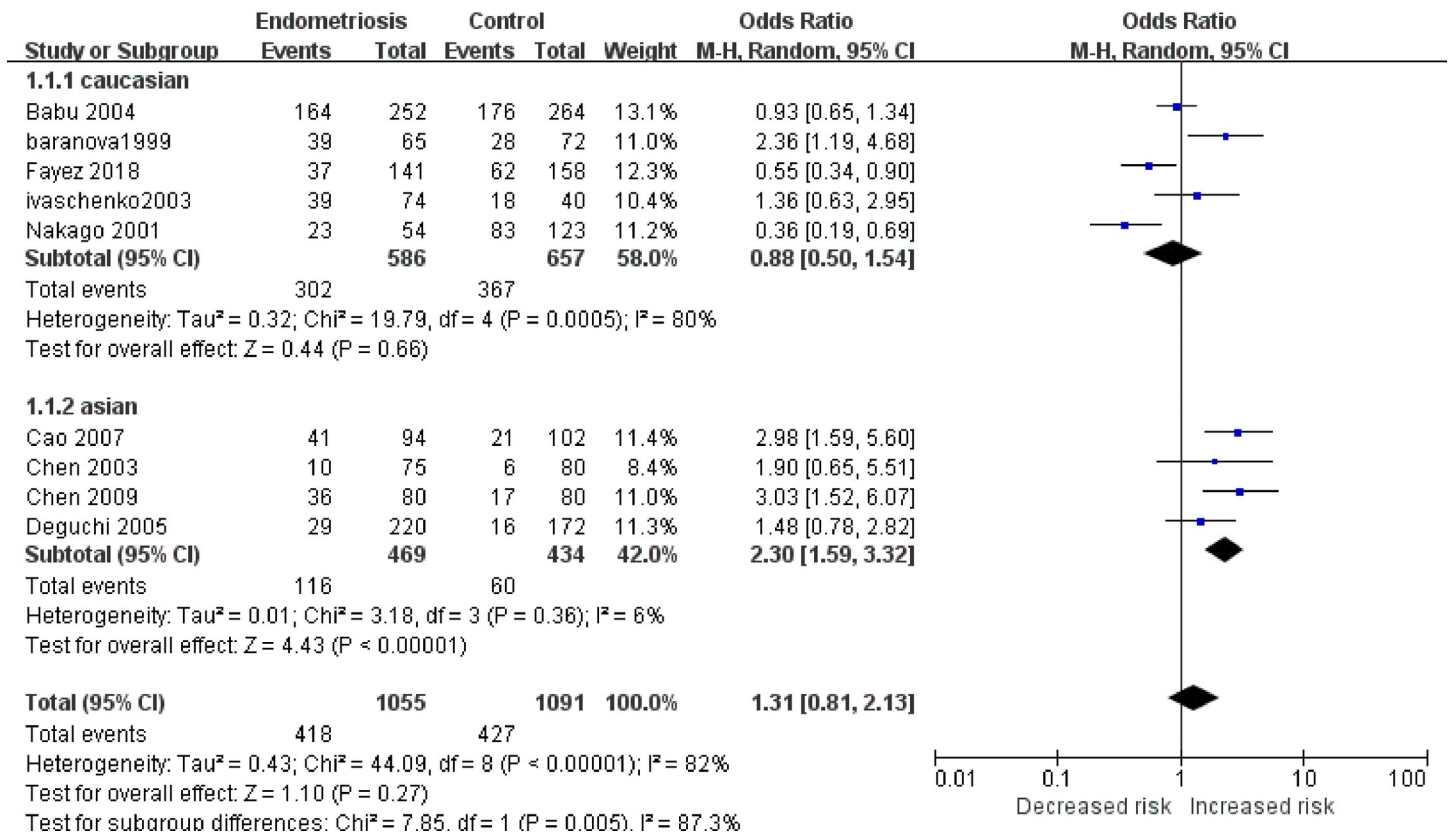 Endometriosis Control Odds Ratio Odds Ratio
Study or Subgroup Events Total Events Total Weight M-H, Random, 95% CI M-H, Random, 95% CI
1.1.1 caucasian
Babu 2004 164 252 176 264 13.1% 0.93 [0.65, 1.34]
baranova1999 39 65 28 72 11.0% 2.36 [1.19, 4.68]
Fayez 2018 37 141 62 158 12.3% 0.55 [0.34, 0.90]
ivaschenko2003 39 74 18 40 10.4% 1.36 [0.63, 2.95]
Nakago 2001 23 54 83 123 11.2% 0.36 [0.19, 0.69]
Subtotal (95% CI) 586 657 58.0% 0.88 [0.50, 1.54]
Total events 302 367
Heterogeneity: Tau² = 0.32; Chi² = 19.79, df = 4 (P = 0.0005); I² = 80%
Test for overall effect: Z = 0.44 (P = 0.66)
1.1.2 asian
Cao 2007 41 94 21 102 11.4% 2.98 [1.59, 5.60]
Chen 2003 10 75 6 80 8.4% 1.90 [0.65, 5.51]
Chen 2009 36 80 17 80 11.0% 3.03 [1.52, 6.07]
Deguchi 2005 29 220 16 172 11.3% 1.48 [0.78, 2.82]
Subtotal (95% CI) 469 434 42.0% 2.30 [1.59, 3.32]
Total events 116 60
Heterogeneity: Tau² = 0.01; Chi² = 3.18, df = 3 (P = 0.36); I² = 6%
Test for overall effect: Z = 4.43 (P < 0.00001)
Total (95% CI) 1055 1091 100.0% 1.31 [0.81, 2.13]
Total events 418 427
Heterogeneity: Tau² = 0.43; Chi² = 44.09, df = 8 (P < 0.00001); I² = 82%
Test for overall effect: Z = 1.10 (P = 0.27)
Test for subgroup differences: Chi² = 7.85, df = 1 (P = 0.005), I² = 87.3%
0.01 0.1 1 10 100
Decreased risk Increased risk